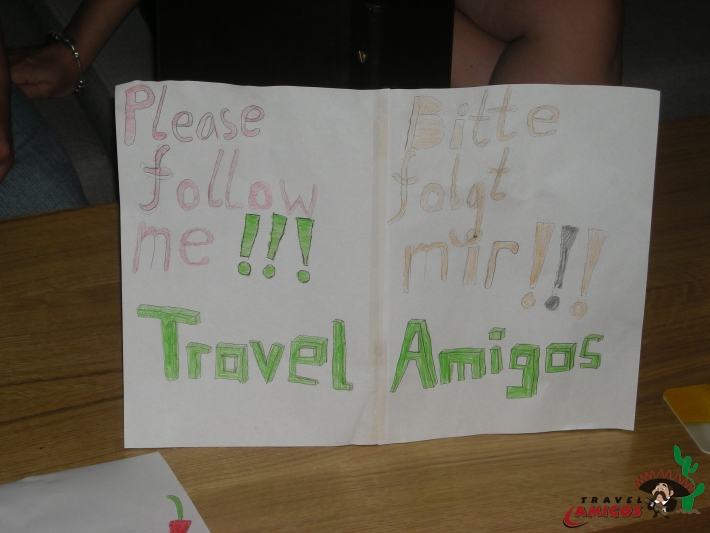 Please
follow
me !!!
Bitte
folgt
mir!!!
Travel Amigos
TRAVEL
AMIGOS